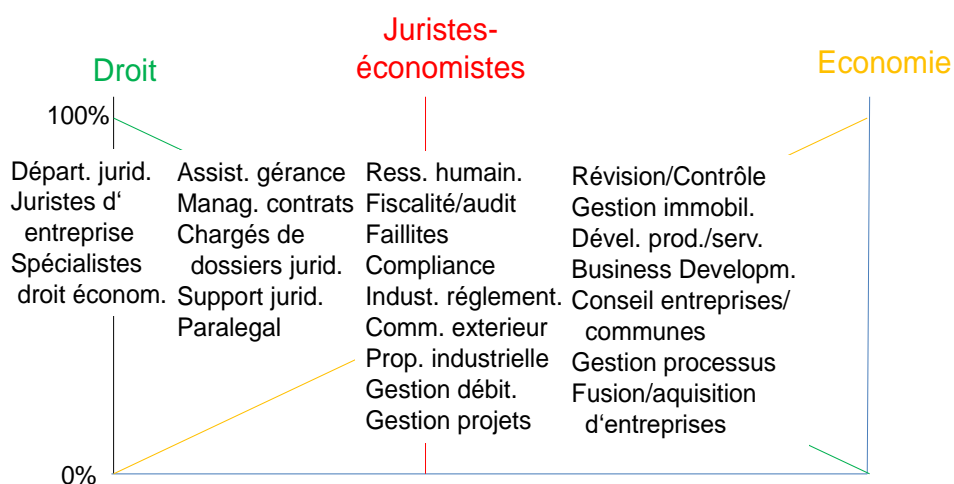 Juristes-
économistes
Droit
Economie
100%
Départ. jurid.
Juristes d‘
entreprise
Spécialistes
droit économ.
Assist. gérance
Manag. contrats
Chargés de
dossiers jurid.
Support jurid.
Paralegal
Ress. humain.
Fiscalité/audit
Faillites
Compliance
Indust. réglement.
Comm. exterieur
Prop. industrielle
Gestion débit.
Gestion projets
Révision/Contrôle
Gestion immobil.
Dével. prod./serv.
Business Developm.
Conseil entreprises/
communes
Gestion processus
Fusion/aquisition
d‘entreprises
0%